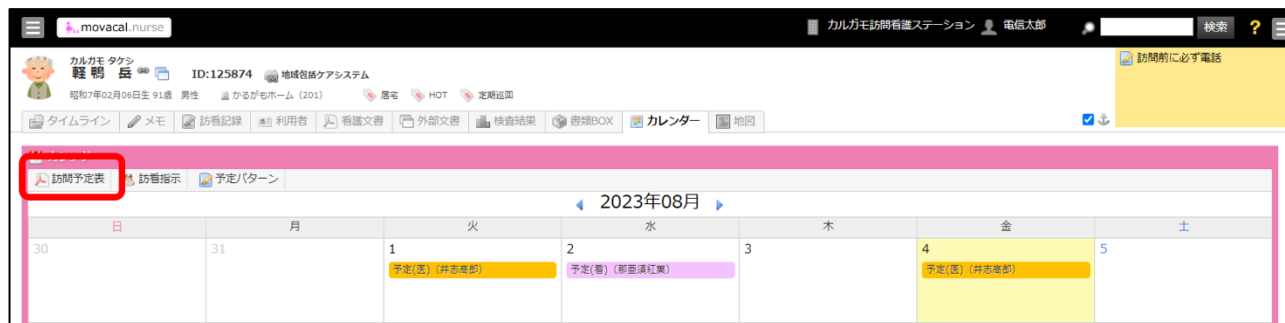 movacal.nurse カルガモ訪問看護ステーション 電信太郎 検索 ?
カルガモ タケシ
軽鴨 岳 ID:125874 地域包括ケアシステム
昭和7年02月06日生 91歳 男性 かるがもホーム（201） 居宅 HOT 定期巡回
訪問前に必ず電話
タイムライン メモ 訪看記録 利用者 看護文書 外部文書 検査結果 書類BOX カレンダー 地図
訪問予定表 訪看指示 予定パターン
2023年08月
日 月 火 水 木 金 土
30 31 1 2 3 4 5
予定(医)（井志高郎） 予定(看)（那亜須紅葉） 予定(医)（井志高郎）